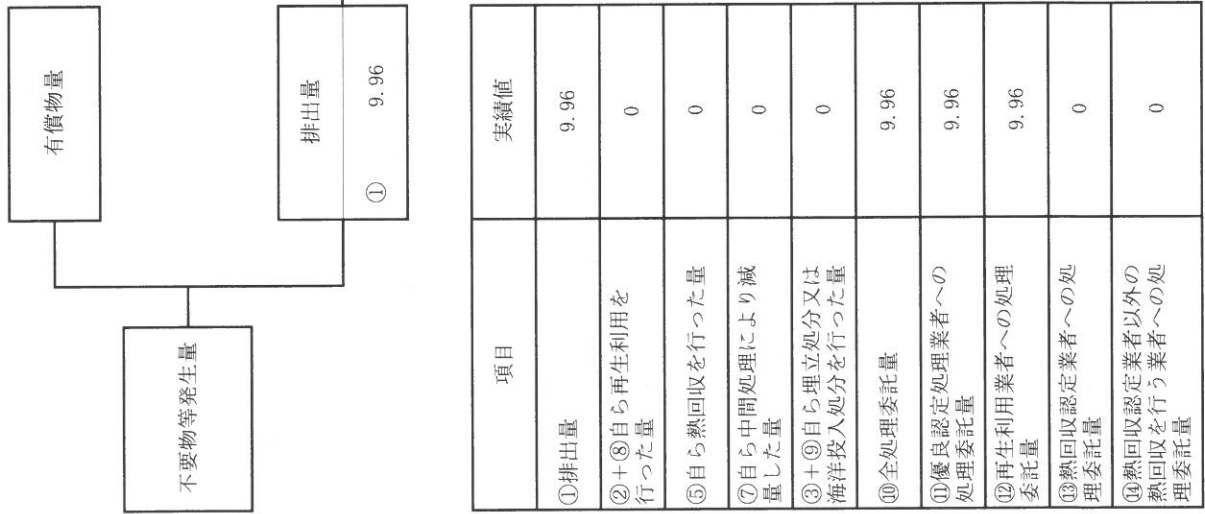 不要物等発生量
有償物量
排出量
① 9.96
項目 実績値
①排出量 9.96
②+⑧自ら再生利用を
行った量 0
⑤自ら熱回収を行った量 0
⑦自ら中間処理により減
量した量 0
③+⑨自ら埋立処分又は
海洋投入処分を行った量 0
⑩全処理委託量 9.96
⑪優良認定処理業者への
処理委託量 9.96
⑫再生利用業者への処理
委託量 9.96
⑬熱回収認定業者への処
理委託量 0
⑭熱回収認定業者以外の
熱回収を行う業者への処
理委託量 0